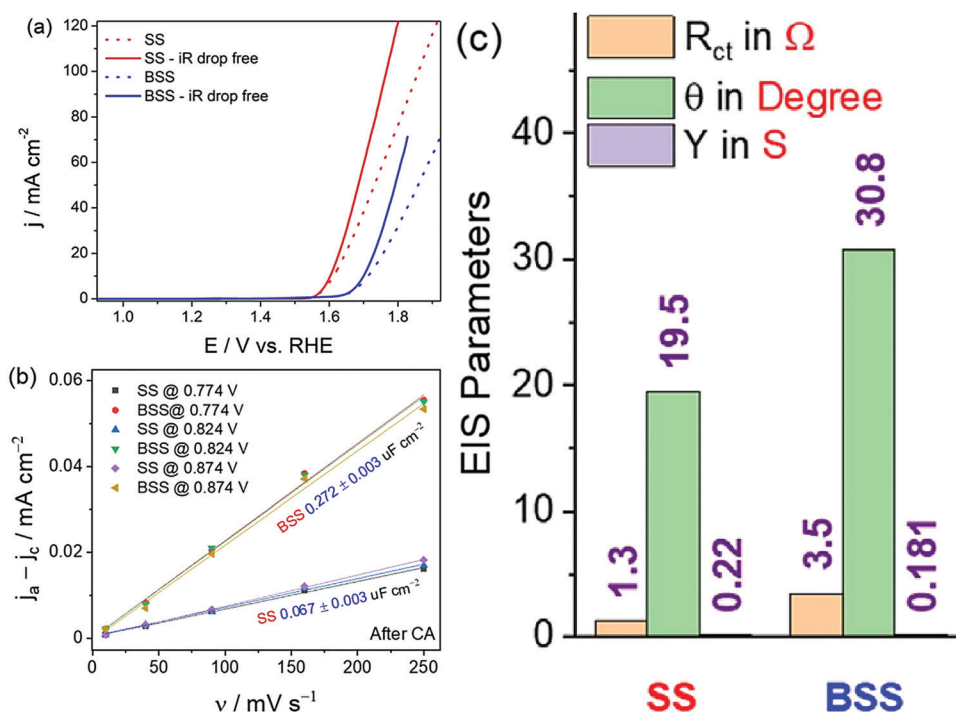 (a)
120
100
80
60
40
20
0
j / mA cm⁻²
SS
SS - iR drop free
BSS
BSS - iR drop free
1.0 1.2 1.4 1.6 1.8
E / V vs. RHE
(b)
0.06
0.04
0.02
0
jₐ – j꜀ / mA cm⁻²
SS @ 0.774 V
BSS@ 0.774 V
SS @ 0.824 V
BSS @ 0.824 V
SS @ 0.874 V
BSS @ 0.874 V
BSS 0.272 ± 0.003 uF cm⁻²
SS 0.067 ± 0.003 uF cm⁻²
After CA
0 50 100 150 200 250
ν / mV s⁻¹
(c)
R_ct in Ω
θ in Degree
Y in S
40
30
20
10
0
EIS Parameters
1.3
19.5
0.22
3.5
30.8
0.181
SS
BSS